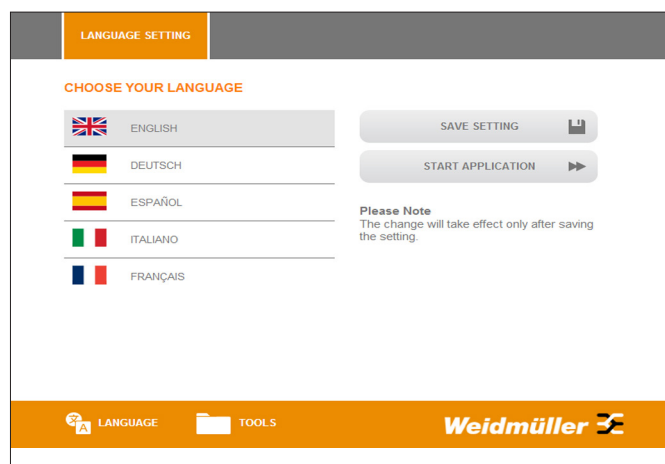 LANGUAGE SETTING
CHOOSE YOUR LANGUAGE
ENGLISH
DEUTSCH
ESPAÑOL
ITALIANO
FRANÇAIS
SAVE SETTING
START APPLICATION
Please Note
The change will take effect only after saving
the setting.
LANGUAGE
TOOLS
Weidmüller